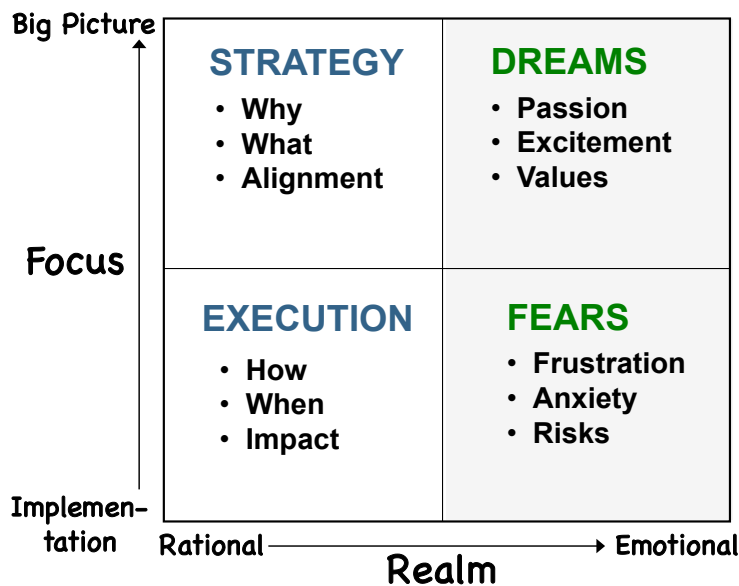 Big Picture
STRATEGY
• Why
• What
• Alignment
DREAMS
• Passion
• Excitement
• Values
Focus
EXECUTION
• How
• When
• Impact
FEARS
• Frustration
• Anxiety
• Risks
Implemen-
tation
Rational
Emotional
Realm